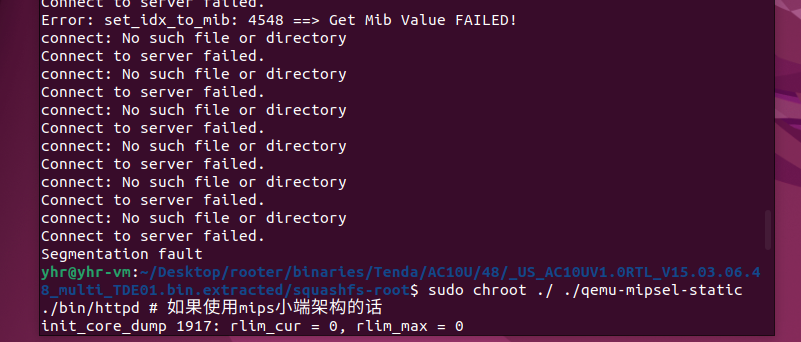 Connect to server failed.
Error: set_idx_to_mib: 4548 ==> Get Mib Value FAILED!
connect: No such file or directory
Connect to server failed.
connect: No such file or directory
Connect to server failed.
connect: No such file or directory
Connect to server failed.
connect: No such file or directory
Connect to server failed.
connect: No such file or directory
Connect to server failed.
connect: No such file or directory
Connect to server failed.
Segmentation fault
yhr@yhr-vm:~/Desktop/rooter/binaries/Tenda/AC10U/48/_US_AC10UV1.0RTL_V15.03.06.4
8_multi_TDE01.bin.extracted/squashfs-root$ sudo chroot ./ ./qemu-mipsel-static
./bin/httpd # 如果使用mips小端架构的话
init_core_dump 1917: rlim_cur = 0, rlim_max = 0